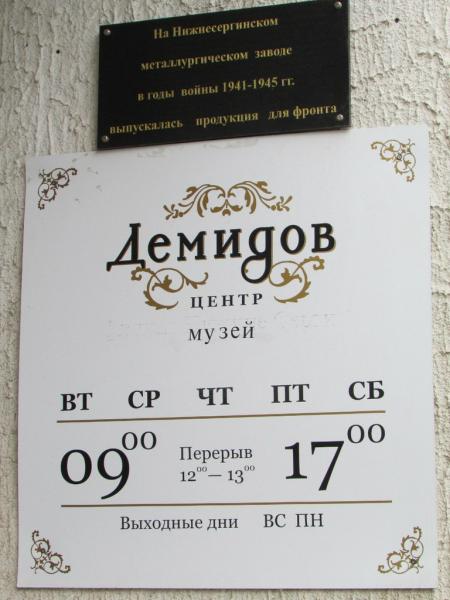 На Нижнесергинском
металлургическом заводе
в годы войны 1941-1945 гг.
выпускалась продукция для фронта
Демидов
ЦЕНТР
музей
ВТ СР ЧТ ПТ СБ
09⁰⁰ Перерыв 17⁰⁰
12⁰⁰— 13⁰⁰
Выходные дни ВС ПН